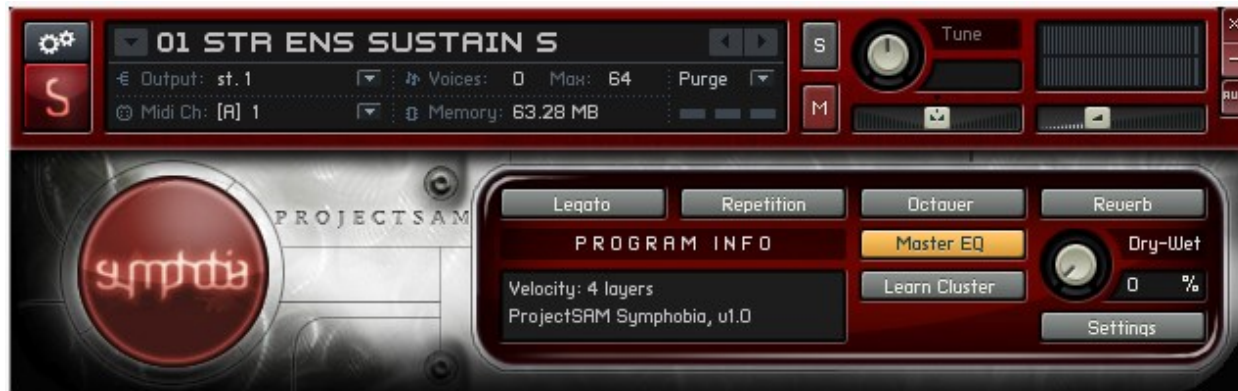 01 STR ENS SUSTAIN S
Output: st. 1 Voices: 0 Max: 64 Purge
Midi Ch: [A] 1 Memory: 63.28 MB
S
M
Tune
AU
S
PROJECTSAM
symphobia
Legato Repetition Octaver Reverb
PROGRAM INFO Master EQ Dry-Wet
Velocity: 4 layers Learn Cluster 0 %
ProjectSAM Symphobia, v1.0
Settings